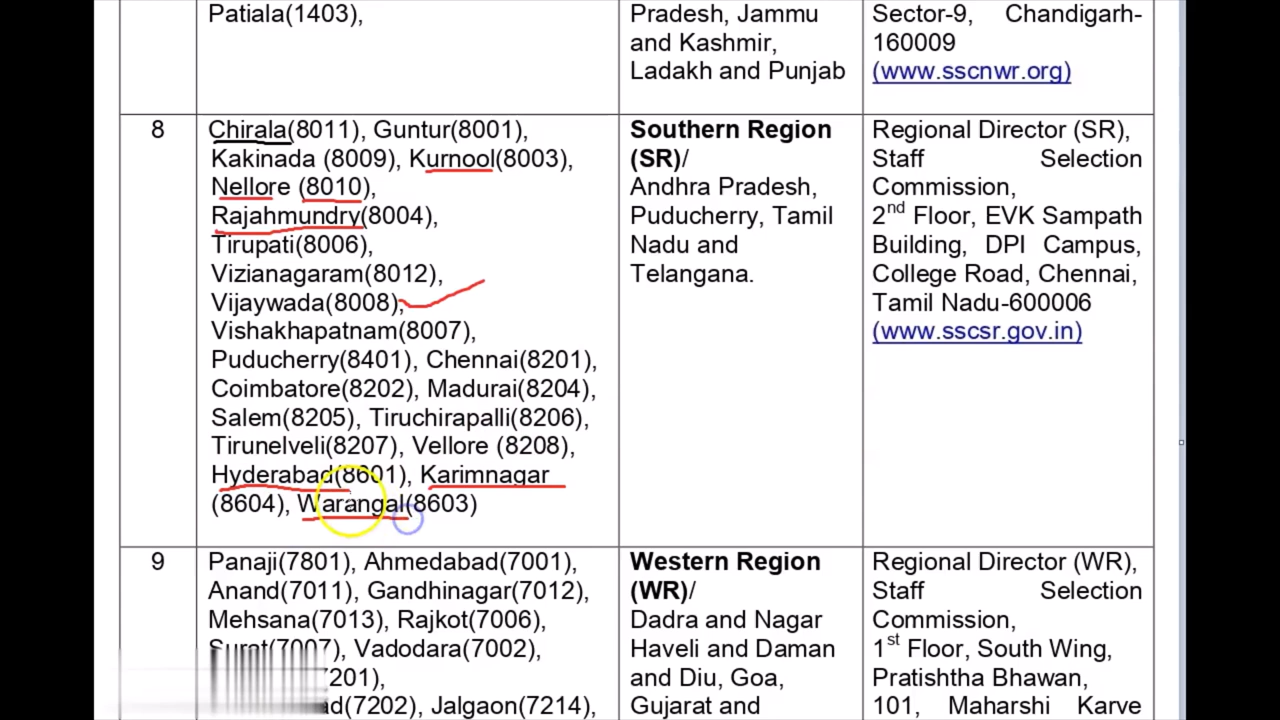 Patiala(1403),
Pradesh, Jammu
and Kashmir,
Ladakh and Punjab
Sector-9, Chandigarh-
160009
(www.sscnwr.org)
8
Chirala(8011), Guntur(8001),
Kakinada (8009), Kurnool(8003),
Nellore (8010),
Rajahmundry(8004),
Tirupati(8006),
Vizianagaram(8012),
Vijaywada(8008),
Vishakhapatnam(8007),
Puducherry(8401), Chennai(8201),
Coimbatore(8202), Madurai(8204),
Salem(8205), Tiruchirapalli(8206),
Tirunelveli(8207), Vellore (8208),
Hyderabad(8601), Karimnagar
(8604), Warangal(8603)
Southern Region
(SR)/
Andhra Pradesh,
Puducherry, Tamil
Nadu and
Telangana.
Regional Director (SR),
Staff Selection
Commission,
2nd Floor, EVK Sampath
Building, DPI Campus,
College Road, Chennai,
Tamil Nadu-600006
(www.sscsr.gov.in)
9
Panaji(7801), Ahmedabad(7001),
Anand(7011), Gandhinagar(7012),
Mehsana(7013), Rajkot(7006),
Surat(7007), Vadodara(7002),
7201),
ad(7202), Jalgaon(7214),
Western Region
(WR)/
Dadra and Nagar
Haveli and Daman
and Diu, Goa,
Gujarat and
Regional Director (WR),
Staff Selection
Commission,
1st Floor, South Wing,
Pratishtha Bhawan,
101, Maharshi Karve